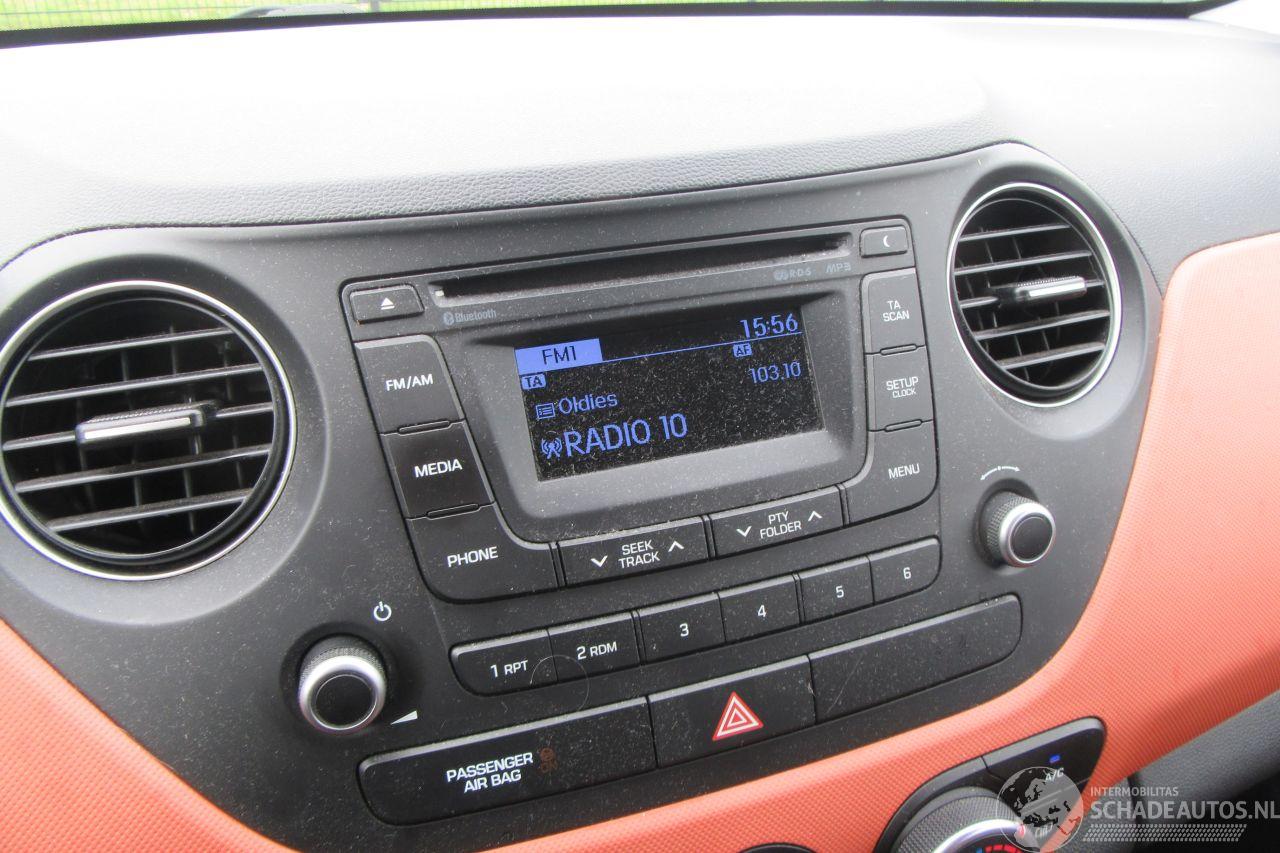 R·D·S MP3
Bluetooth
TA
SCAN
FM/AM
FM1
15:56
TA
AF
Oldies
103.10
RADIO 10
SETUP
CLOCK
MEDIA
MENU
PHONE
SEEK
TRACK
PTY
FOLDER
1 RPT
2 RDM
3
4
5
6
PASSENGER
AIR BAG
A/C
INTERMOBILITAS
SCHADEAUTOS.NL